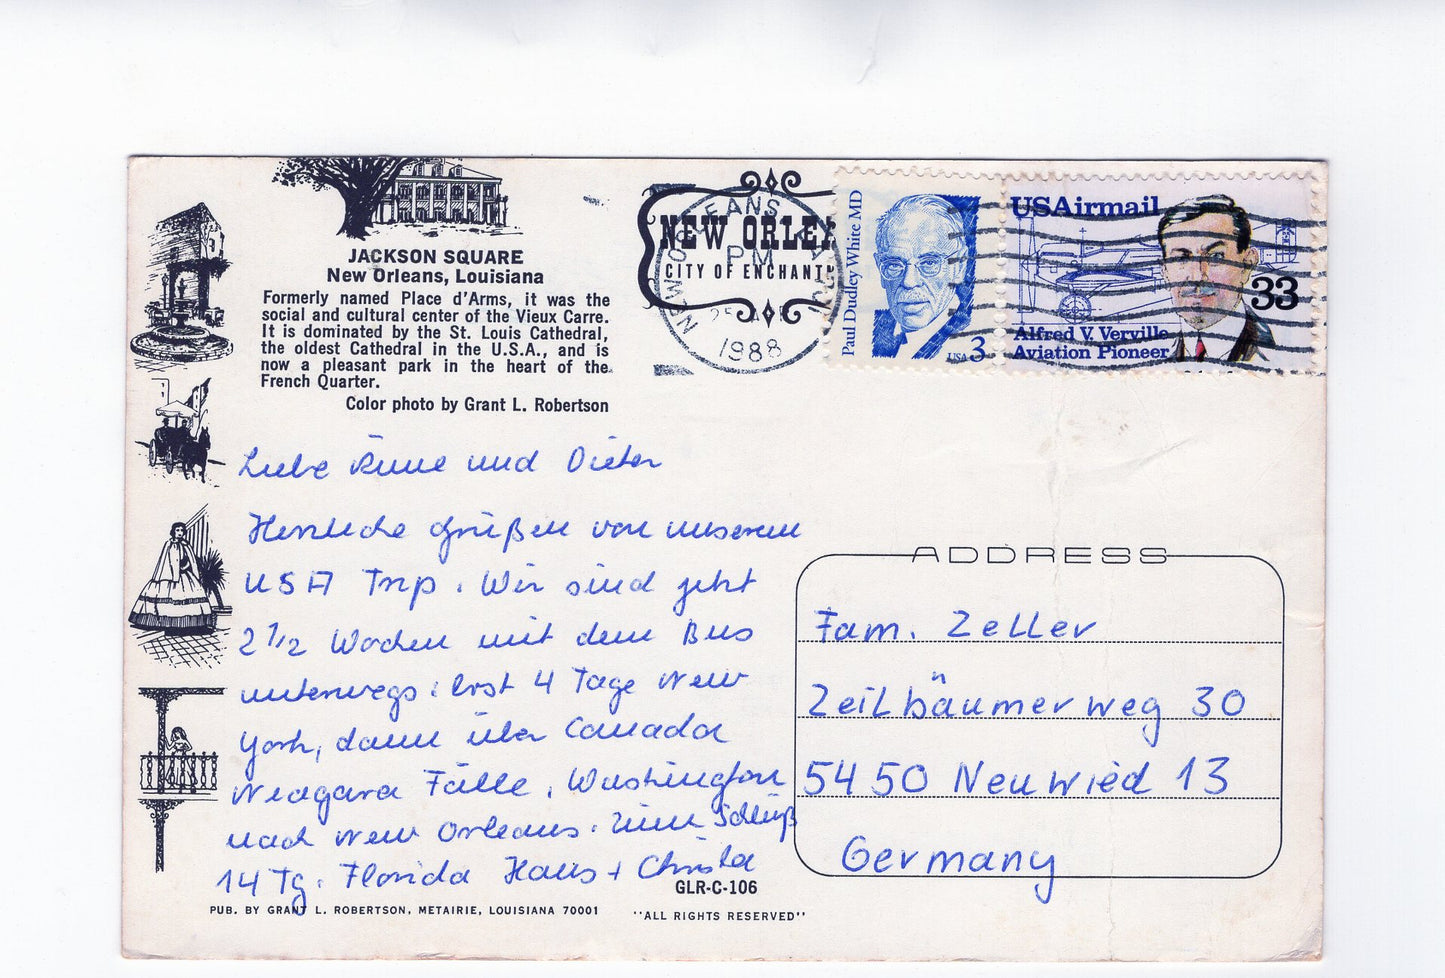 JACKSON SQUARE
New Orleans, Louisiana
Formerly named Place d'Arms, it was the
social and cultural center of the Vieux Carre.
It is dominated by the St. Louis Cathedral,
the oldest Cathedral in the U.S.A., and is
now a pleasant park in the heart of the
French Quarter.
Color photo by Grant L. Robertson
NEW ORLEA
CITY OF ENCHANT
NEW ORLEANS, LA
PM
1988
Paul Dudley White MD
USA 3
USAirmail
33
Alfred V. Verville
Aviation Pioneer
Liebe und Dieter
Herzliche Grüßen von unserem
USA Trip. Wir sind jetzt
2 1/2 Wochen mit dem Bus
unterwegs. Erst 4 Tage New
York, dann über Canada
Niagara Fälle, Washington
nach New Orleans. Zum Schluß
14 Tg. Florida Hans + Christa
ADDRESS
Fam. Zeller
Zeilbäumerweg 30
5450 Neuwied 13
Germany
GLR-C-106
PUB. BY GRANT L. ROBERTSON, METAIRIE, LOUISIANA 70001 "ALL RIGHTS RESERVED"